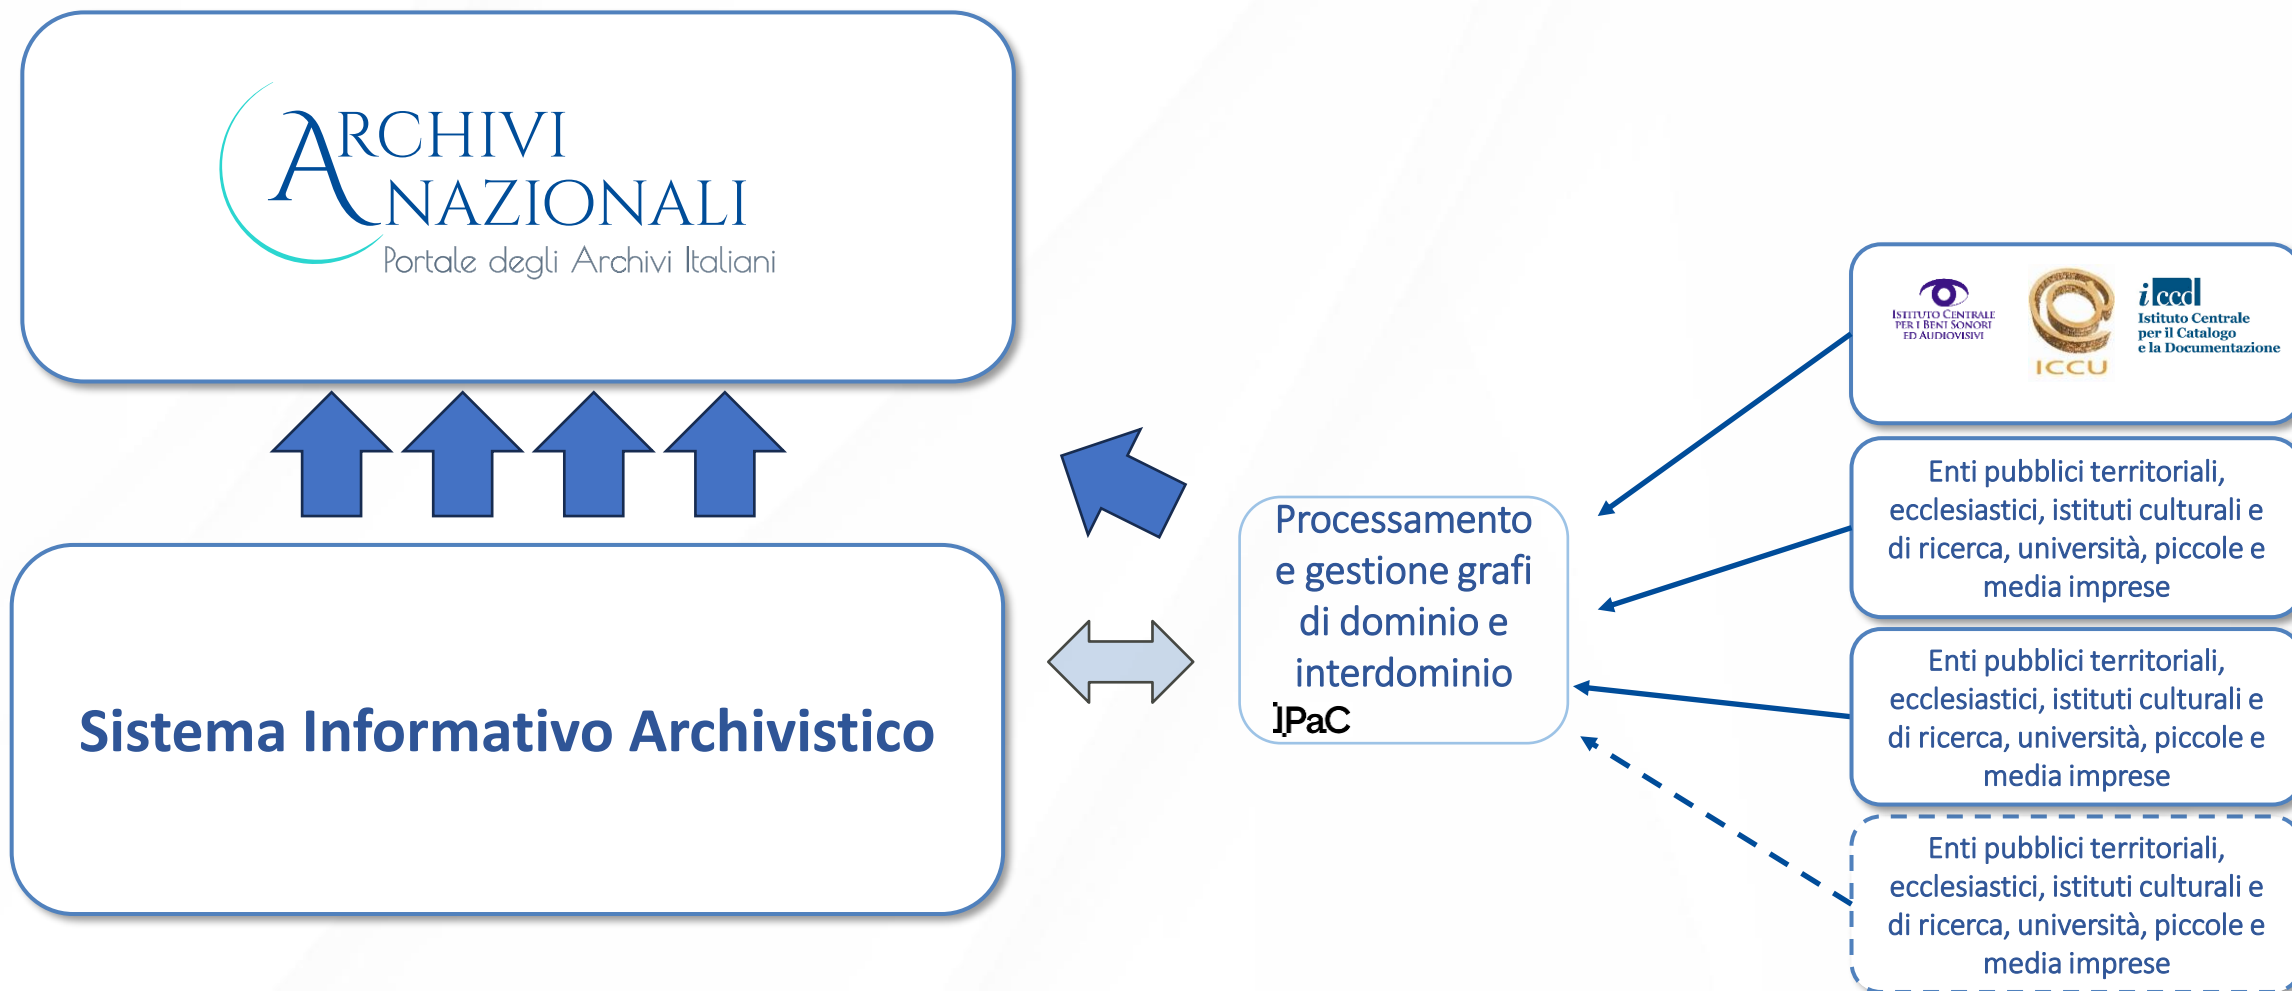 ARCHIVI
NAZIONALI
Portale degli Archivi Italiani
Sistema Informativo Archivistico
Processamento
e gestione grafi
di dominio e
interdominio
IPaC
ISTITUTO CENTRALE
PER I BENI SONORI
ED AUDIOVISIVI
ICCU
iccd
Istituto Centrale
per il Catalogo
e la Documentazione
Enti pubblici territoriali,
ecclesiastici, istituti culturali e
di ricerca, università, piccole e
media imprese
Enti pubblici territoriali,
ecclesiastici, istituti culturali e
di ricerca, università, piccole e
media imprese
Enti pubblici territoriali,
ecclesiastici, istituti culturali e
di ricerca, università, piccole e
media imprese